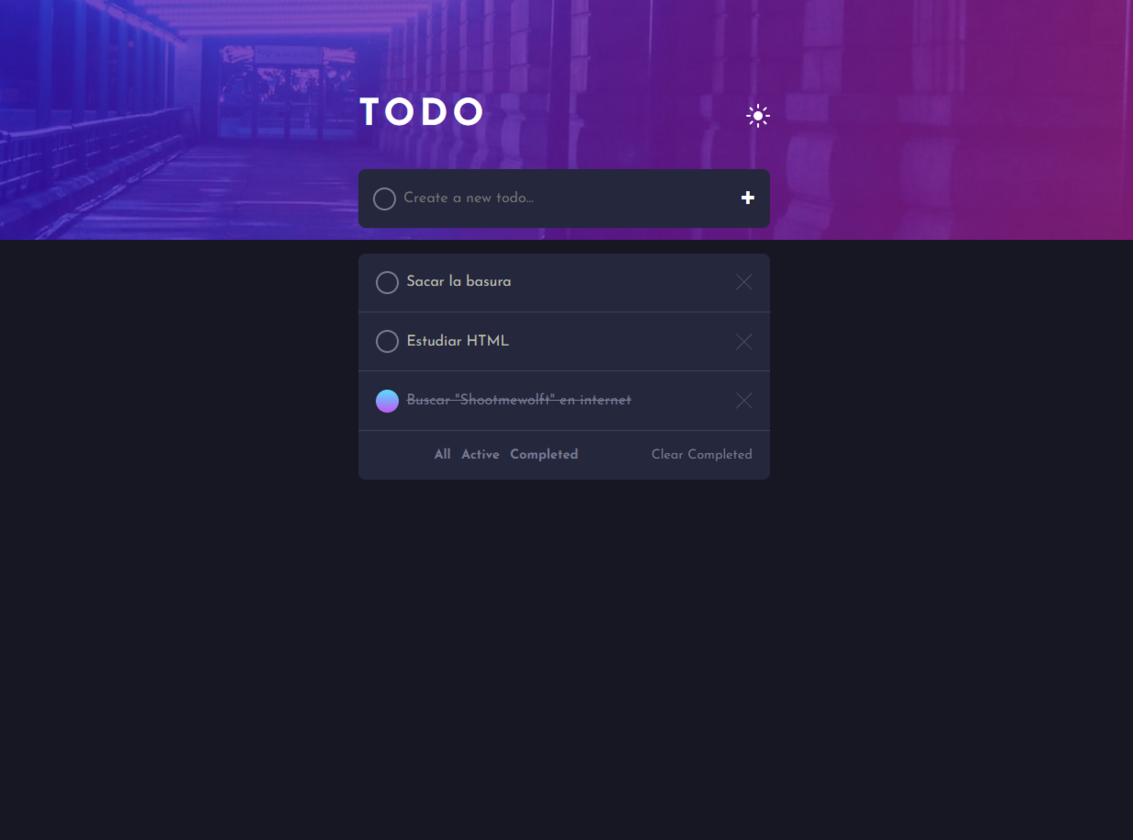 TODO
Create a new todo...
Sacar la basura
Estudiar HTML
Buscar "Shootmewolft" en internet
All Active Completed Clear Completed